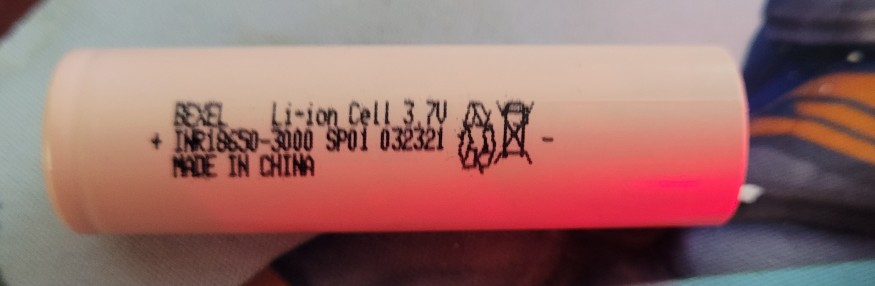 BEXEL Li-ion Cell 3.7V
+ INR18650-3000 SP01 032321 -
MADE IN CHINA